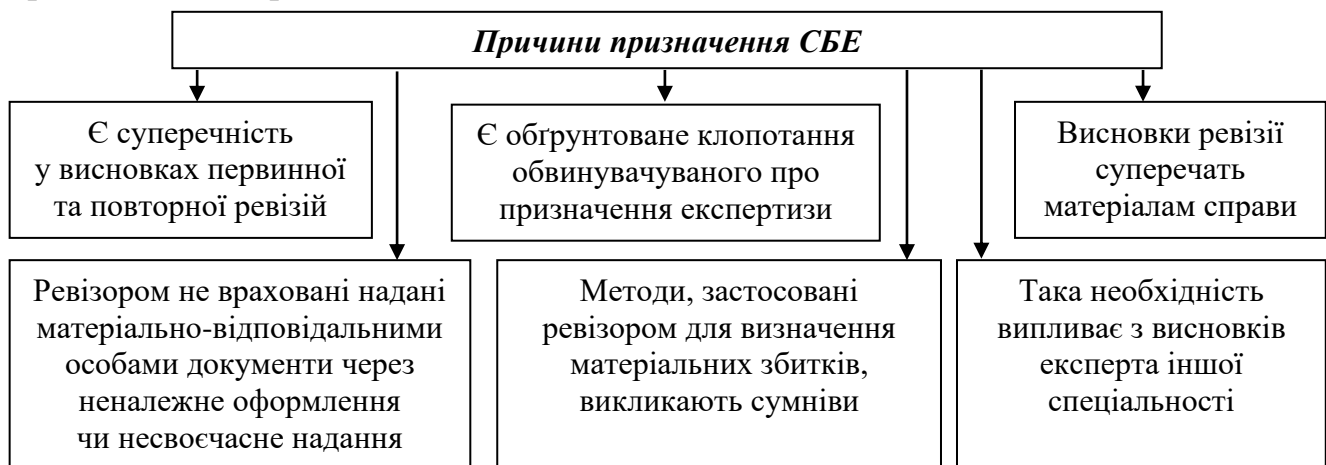 Причини призначення СБЕ
Є суперечність
у висновках первинної
та повторної ревізій
Є обґрунтоване клопотання
обвинувачуваного про
призначення експертизи
Висновки ревізії
суперечать
матеріалам справи
Ревізором не враховані надані
матеріально-відповідальними
особами документи через
неналежне оформлення
чи несвоєчасне надання
Методи, застосовані
ревізором для визначення
матеріальних збитків,
викликають сумніви
Така необхідність
випливає з висновків
експерта іншої
спеціальності